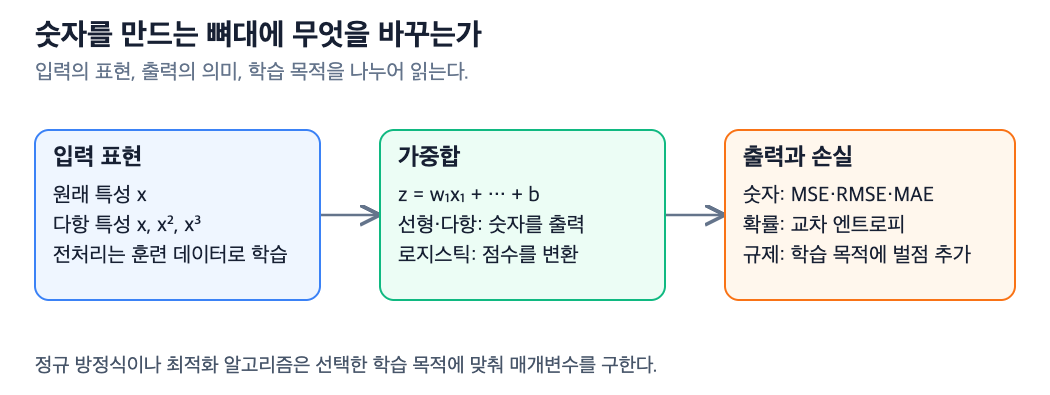 숫자를 만드는 뼈대에 무엇을 바꾸는가
입력의 표현, 출력의 의미, 학습 목적을 나누어 읽는다.
입력 표현
원래 특성 x
다항 특성 x, x², x³
전처리는 훈련 데이터로 학습
가중합
z = w₁x₁ + ··· + b
선형·다항: 숫자를 출력
로지스틱: 점수를 변환
출력과 손실
숫자: MSE·RMSE·MAE
확률: 교차 엔트로피
규제: 학습 목적에 벌점 추가
정규 방정식이나 최적화 알고리즘은 선택한 학습 목적에 맞춰 매개변수를 구한다.